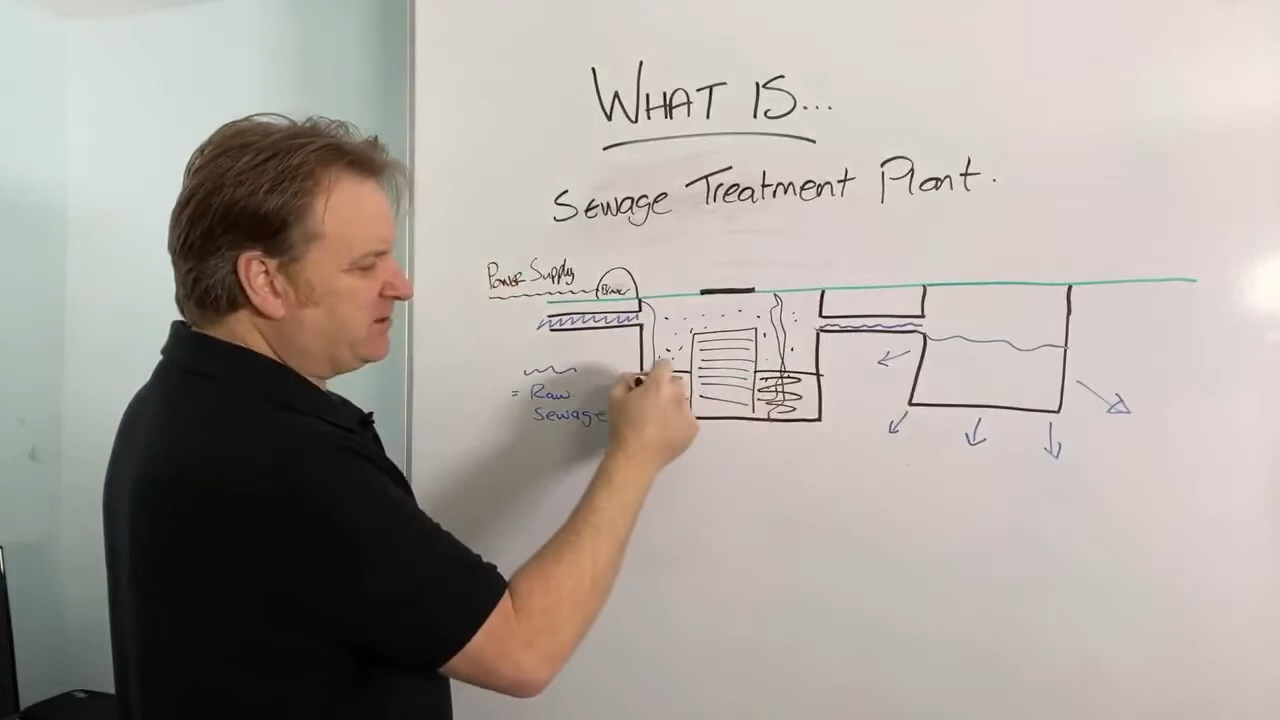 WHAT IS...
Sewage Treatment Plant.
Power Supply
Blower
= Raw
Sewage